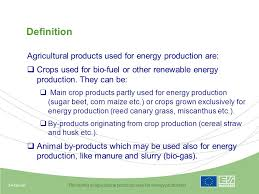 Definition
Agricultural products used for energy production are:
Crops used for bio-fuel or other renewable energy
production. They can be:
Main crop products partly used for energy production
(sugar beet, corn maize etc.) or crops grown exclusively for
energy production (reed canary grass, miscanthus etc.).
By-products originating from crop production (cereal straw
and husk etc.).
Animal by-products which may be used also for energy
production, like manure and slurry (bio-gas).